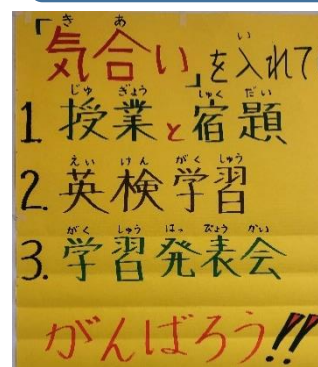 「気合い」を入れて
1 授業と宿題
2. 英検学習
3. 学習発表会
がんばろう!!